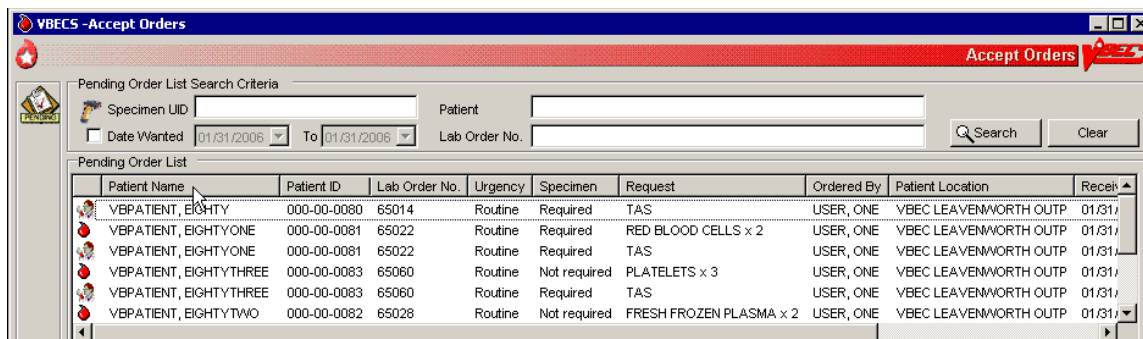 VBECS -Accept Orders
Accept Orders VBECS
Pending Order List Search Criteria
PENDING
Specimen UID Patient
Date Wanted 01/31/2006 To 01/31/2006 Lab Order No. Search Clear
Pending Order List
Patient Name Patient ID Lab Order No. Urgency Specimen Request Ordered By Patient Location Receiv
VBPATIENT, EIGHTY 000-00-0080 65014 Routine Required TAS USER, ONE VBEC LEAVENWORTH OUTP 01/31/
VBPATIENT, EIGHTYONE 000-00-0081 65022 Routine Required RED BLOOD CELLS x 2 USER, ONE VBEC LEAVENWORTH OUTP 01/31/
VBPATIENT, EIGHTYONE 000-00-0081 65022 Routine Required TAS USER, ONE VBEC LEAVENWORTH OUTP 01/31/
VBPATIENT, EIGHTYTHREE 000-00-0083 65060 Routine Not required PLATELETS x 3 USER, ONE VBEC LEAVENWORTH OUTP 01/31/
VBPATIENT, EIGHTYTHREE 000-00-0083 65060 Routine Required TAS USER, ONE VBEC LEAVENWORTH OUTP 01/31/
VBPATIENT, EIGHTYTWO 000-00-0082 65028 Routine Not required FRESH FROZEN PLASMA x 2 USER, ONE VBEC LEAVENWORTH OUTP 01/31/